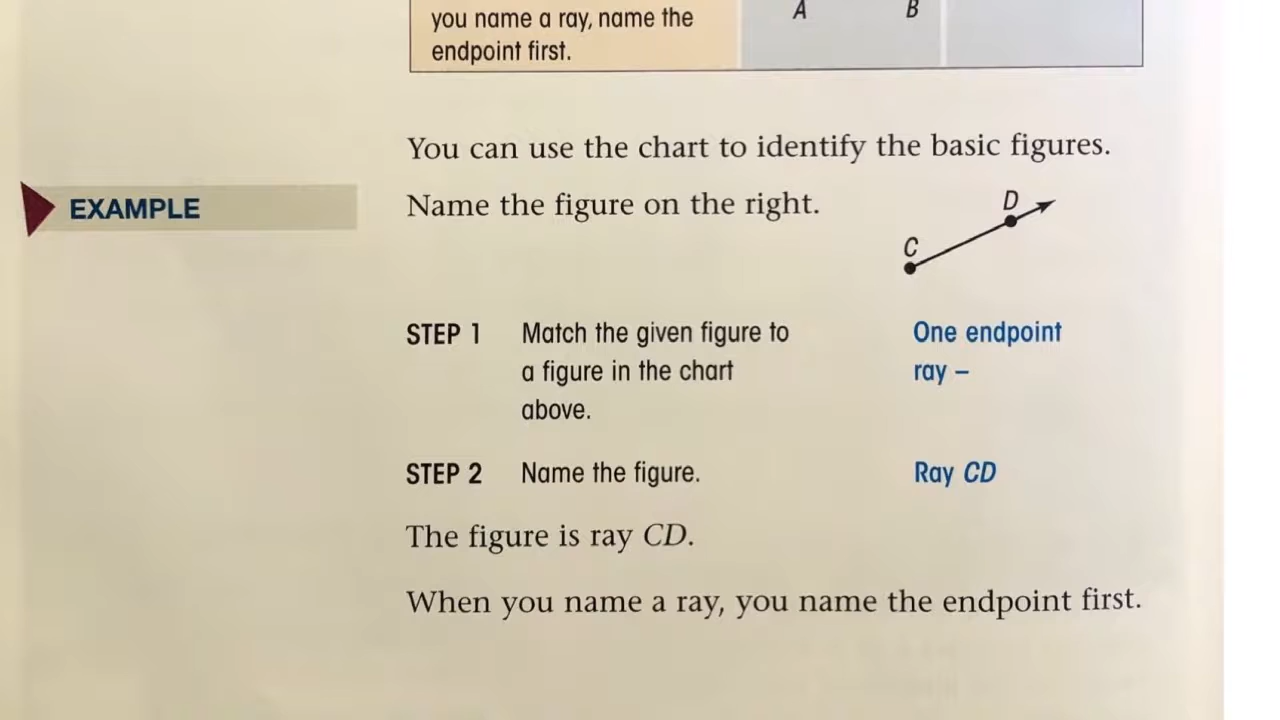 you name a ray, name the
endpoint first.
A B
You can use the chart to identify the basic figures.
EXAMPLE
Name the figure on the right.
D
C
STEP 1 Match the given figure to One endpoint
a figure in the chart ray –
above.
STEP 2 Name the figure. Ray CD
The figure is ray CD.
When you name a ray, you name the endpoint first.